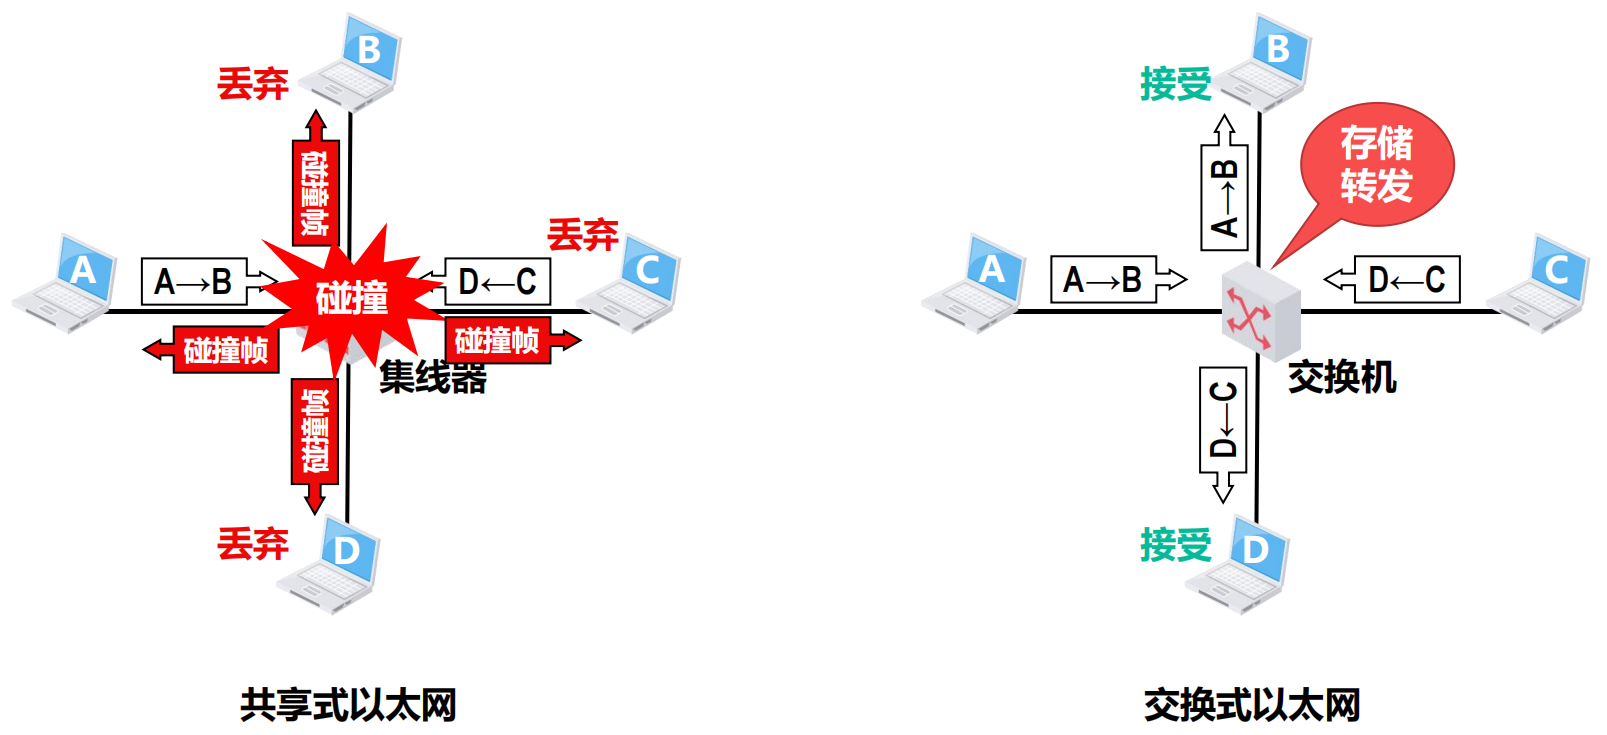 B
丢弃
碰撞帧
A
A→B
碰撞
D←C
丢弃
C
碰撞帧
碰撞帧
集线器
碰撞帧
丢弃
D
共享式以太网
B
接受
存储
转发
A→B
A
A→B
D←C
C
交换机
D←C
接受
D
交换式以太网